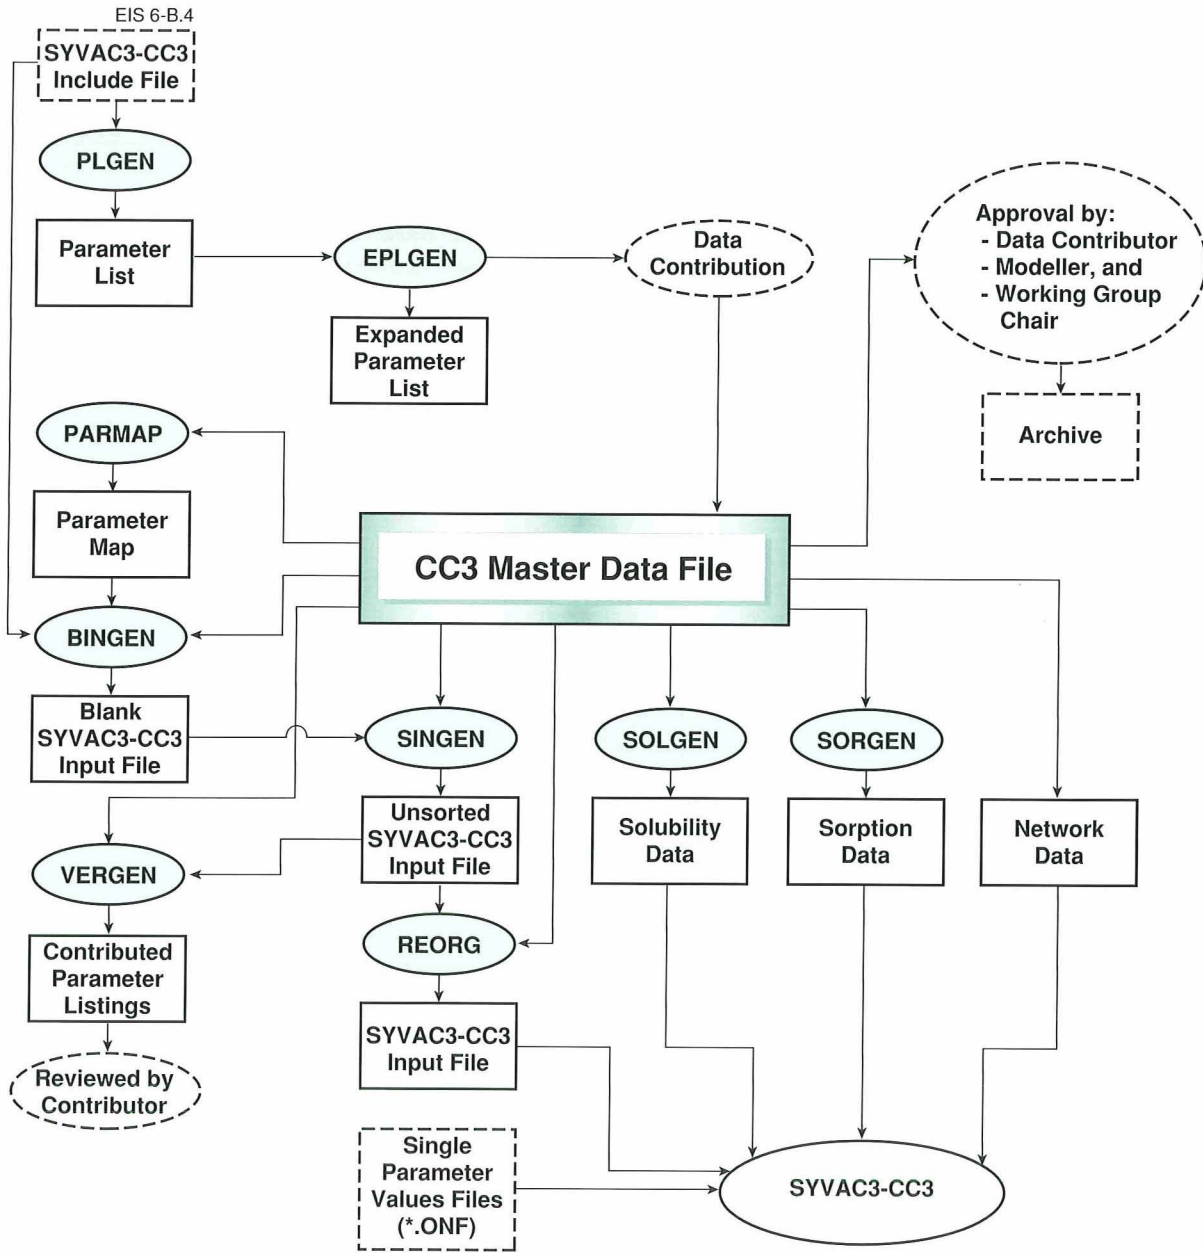 EIS 6-B.4
SYVAC3-CC3
Include File
PLGEN
Parameter
List
EPLGEN
Data
Contribution
Approval by:
- Data Contributor
- Modeller, and
- Working Group
Chair
Expanded
Parameter
List
Archive
PARMAP
Parameter
Map
CC3 Master Data File
BINGEN
Blank
SYVAC3-CC3
Input File
SINGEN
SOLGEN
SORGEN
Unsorted
SYVAC3-CC3
Input File
Solubility
Data
Sorption
Data
Network
Data
VERGEN
REORG
Contributed
Parameter
Listings
SYVAC3-CC3
Input File
Reviewed by
Contributor
Single
Parameter
Values Files
(*.ONF)
SYVAC3-CC3